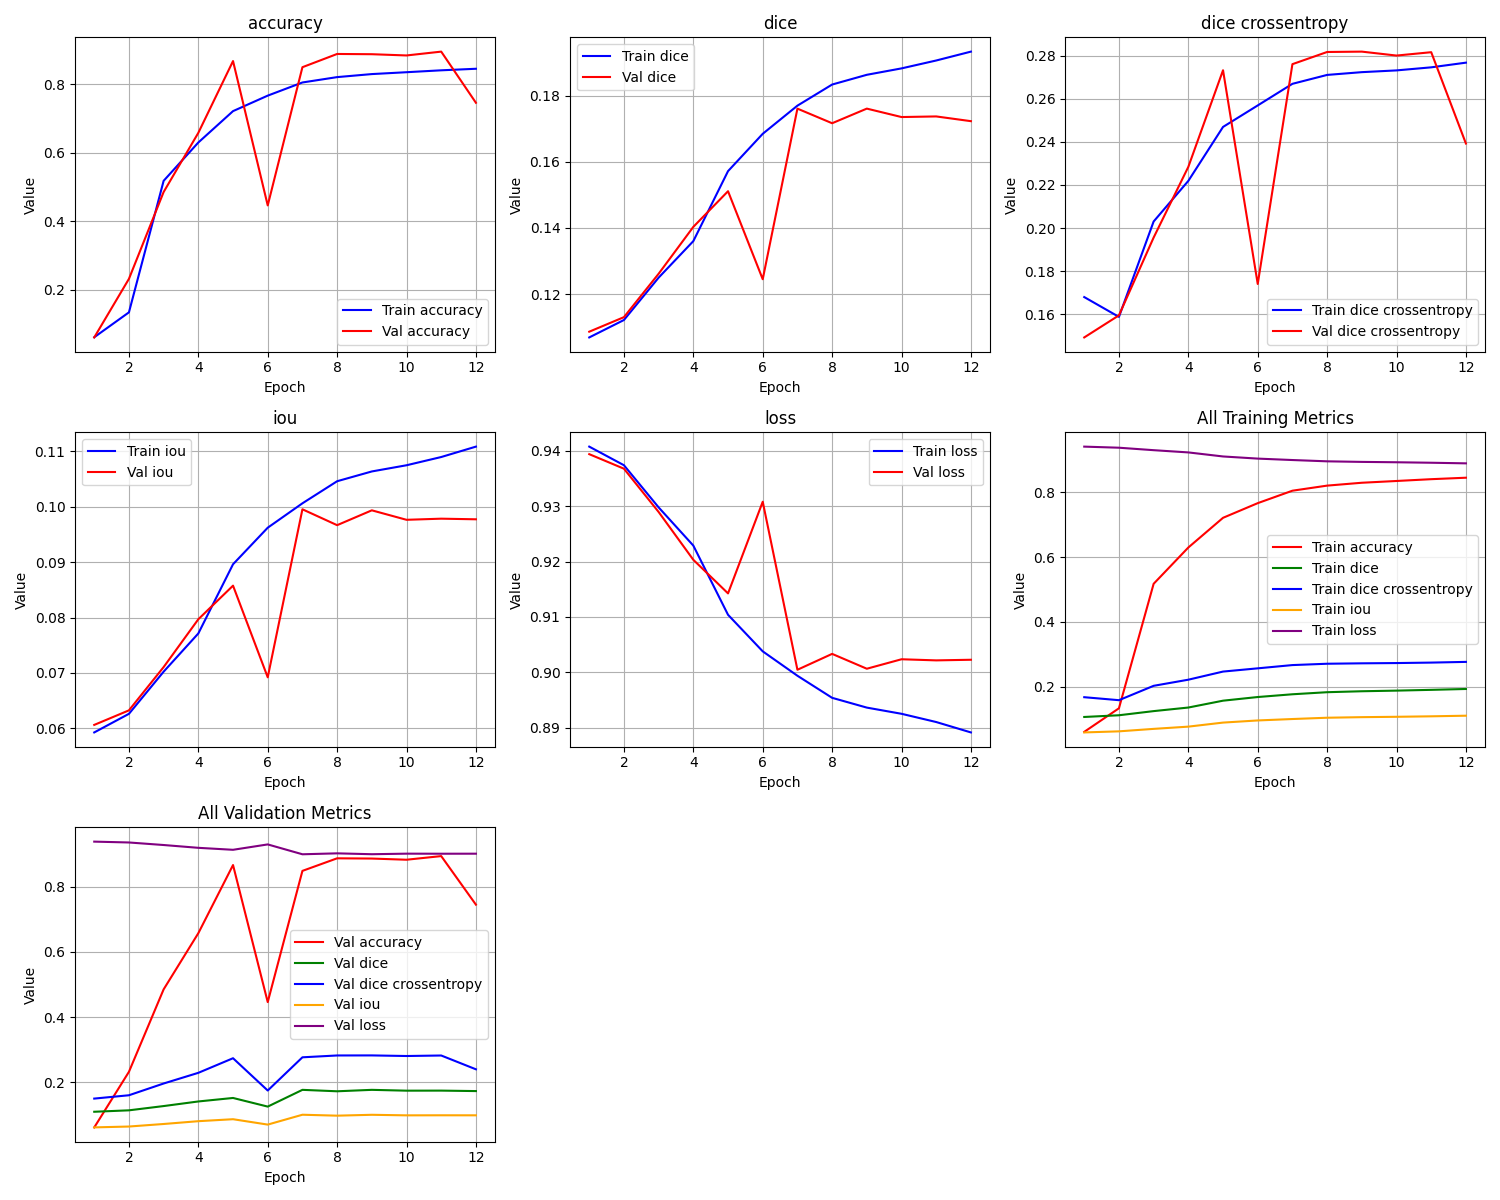 accuracy
0.8
0.6
0.4
0.2
Value
2 4 6 8 10 12
Epoch
Train accuracy
Val accuracy
dice
Train dice
Val dice
0.18
0.16
0.14
0.12
Value
2 4 6 8 10 12
Epoch
dice crossentropy
0.28
0.26
0.24
0.22
0.20
0.18
0.16
Value
2 4 6 8 10 12
Epoch
Train dice crossentropy
Val dice crossentropy
iou
Train iou
Val iou
0.11
0.10
0.09
0.08
0.07
0.06
Value
2 4 6 8 10 12
Epoch
loss
Train loss
Val loss
0.94
0.93
0.92
0.91
0.90
0.89
Value
2 4 6 8 10 12
Epoch
All Training Metrics
0.8
0.6
0.4
0.2
Value
Train accuracy
Train dice
Train dice crossentropy
Train iou
Train loss
2 4 6 8 10 12
Epoch
All Validation Metrics
0.8
0.6
0.4
0.2
Value
Val accuracy
Val dice
Val dice crossentropy
Val iou
Val loss
2 4 6 8 10 12
Epoch